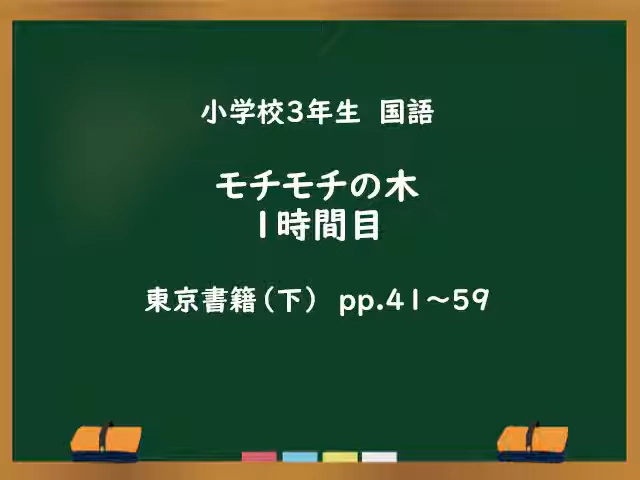 小学校3年生 国語
モチモチの木
1時間目
東京書籍(下) pp.41～59